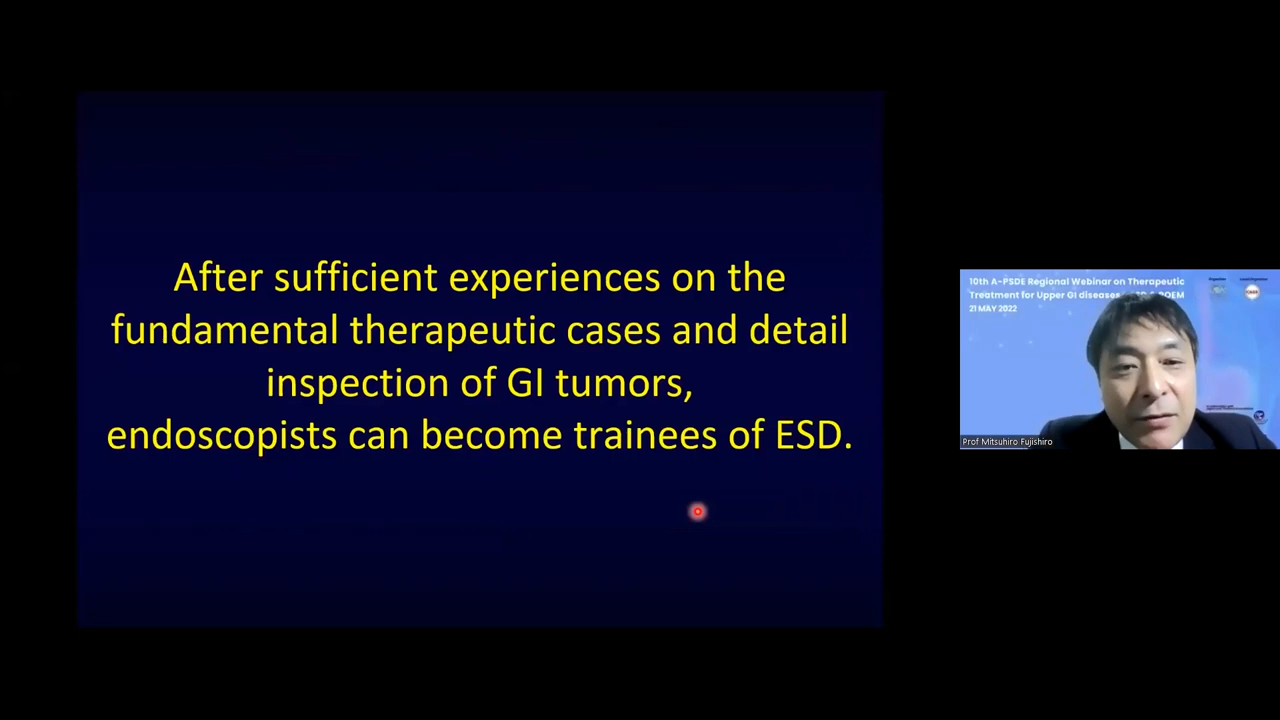 After sufficient experiences on the
fundamental therapeutic cases and detail
inspection of GI tumors,
endoscopists can become trainees of ESD.
10th A-PSDE Regional Webinar on Therapeutic
Treatment for Upper GI diseases
POEM
21 MAY 2022
Prof Mitsuhiro Fujishiro